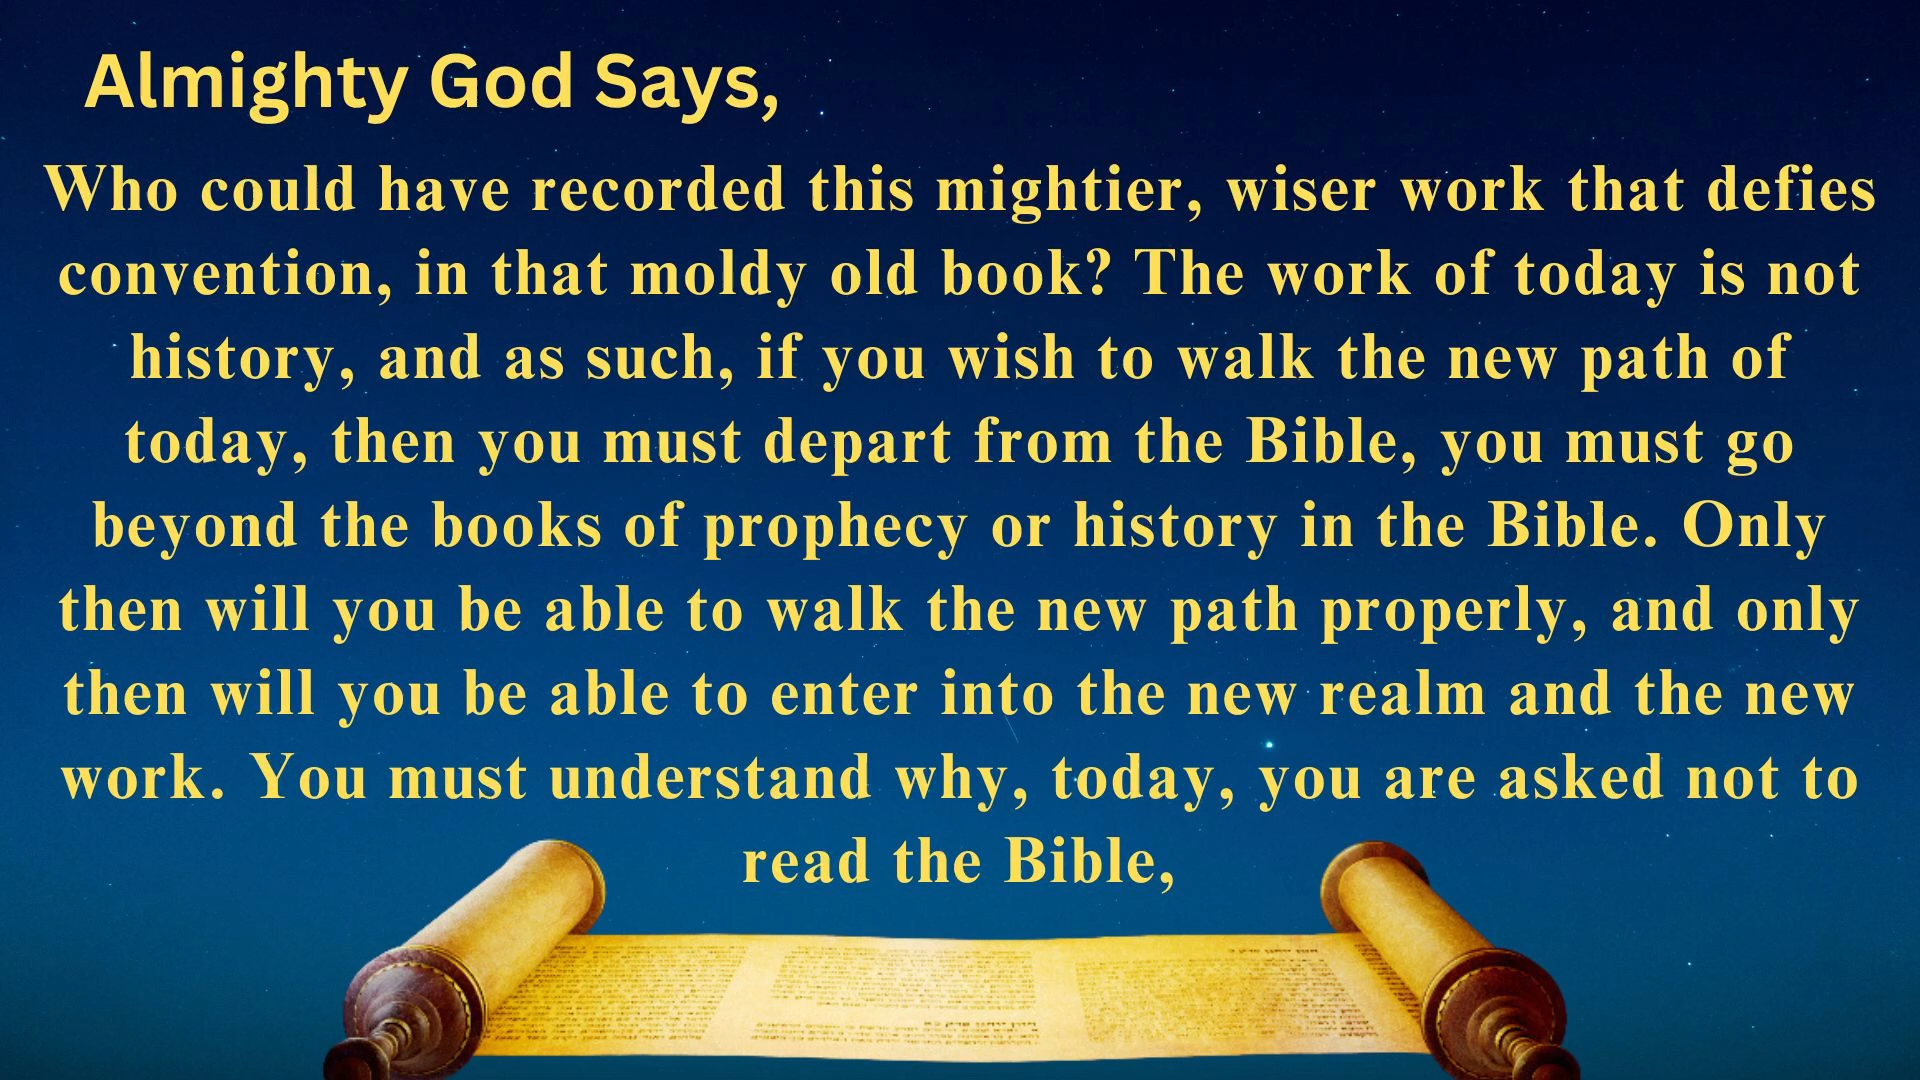 Almighty God Says,
Who could have recorded this mightier, wiser work that defies
convention, in that moldy old book? The work of today is not
history, and as such, if you wish to walk the new path of
today, then you must depart from the Bible, you must go
beyond the books of prophecy or history in the Bible. Only
then will you be able to walk the new path properly, and only
then will you be able to enter into the new realm and the new
work. You must understand why, today, you are asked not to
read the Bible,